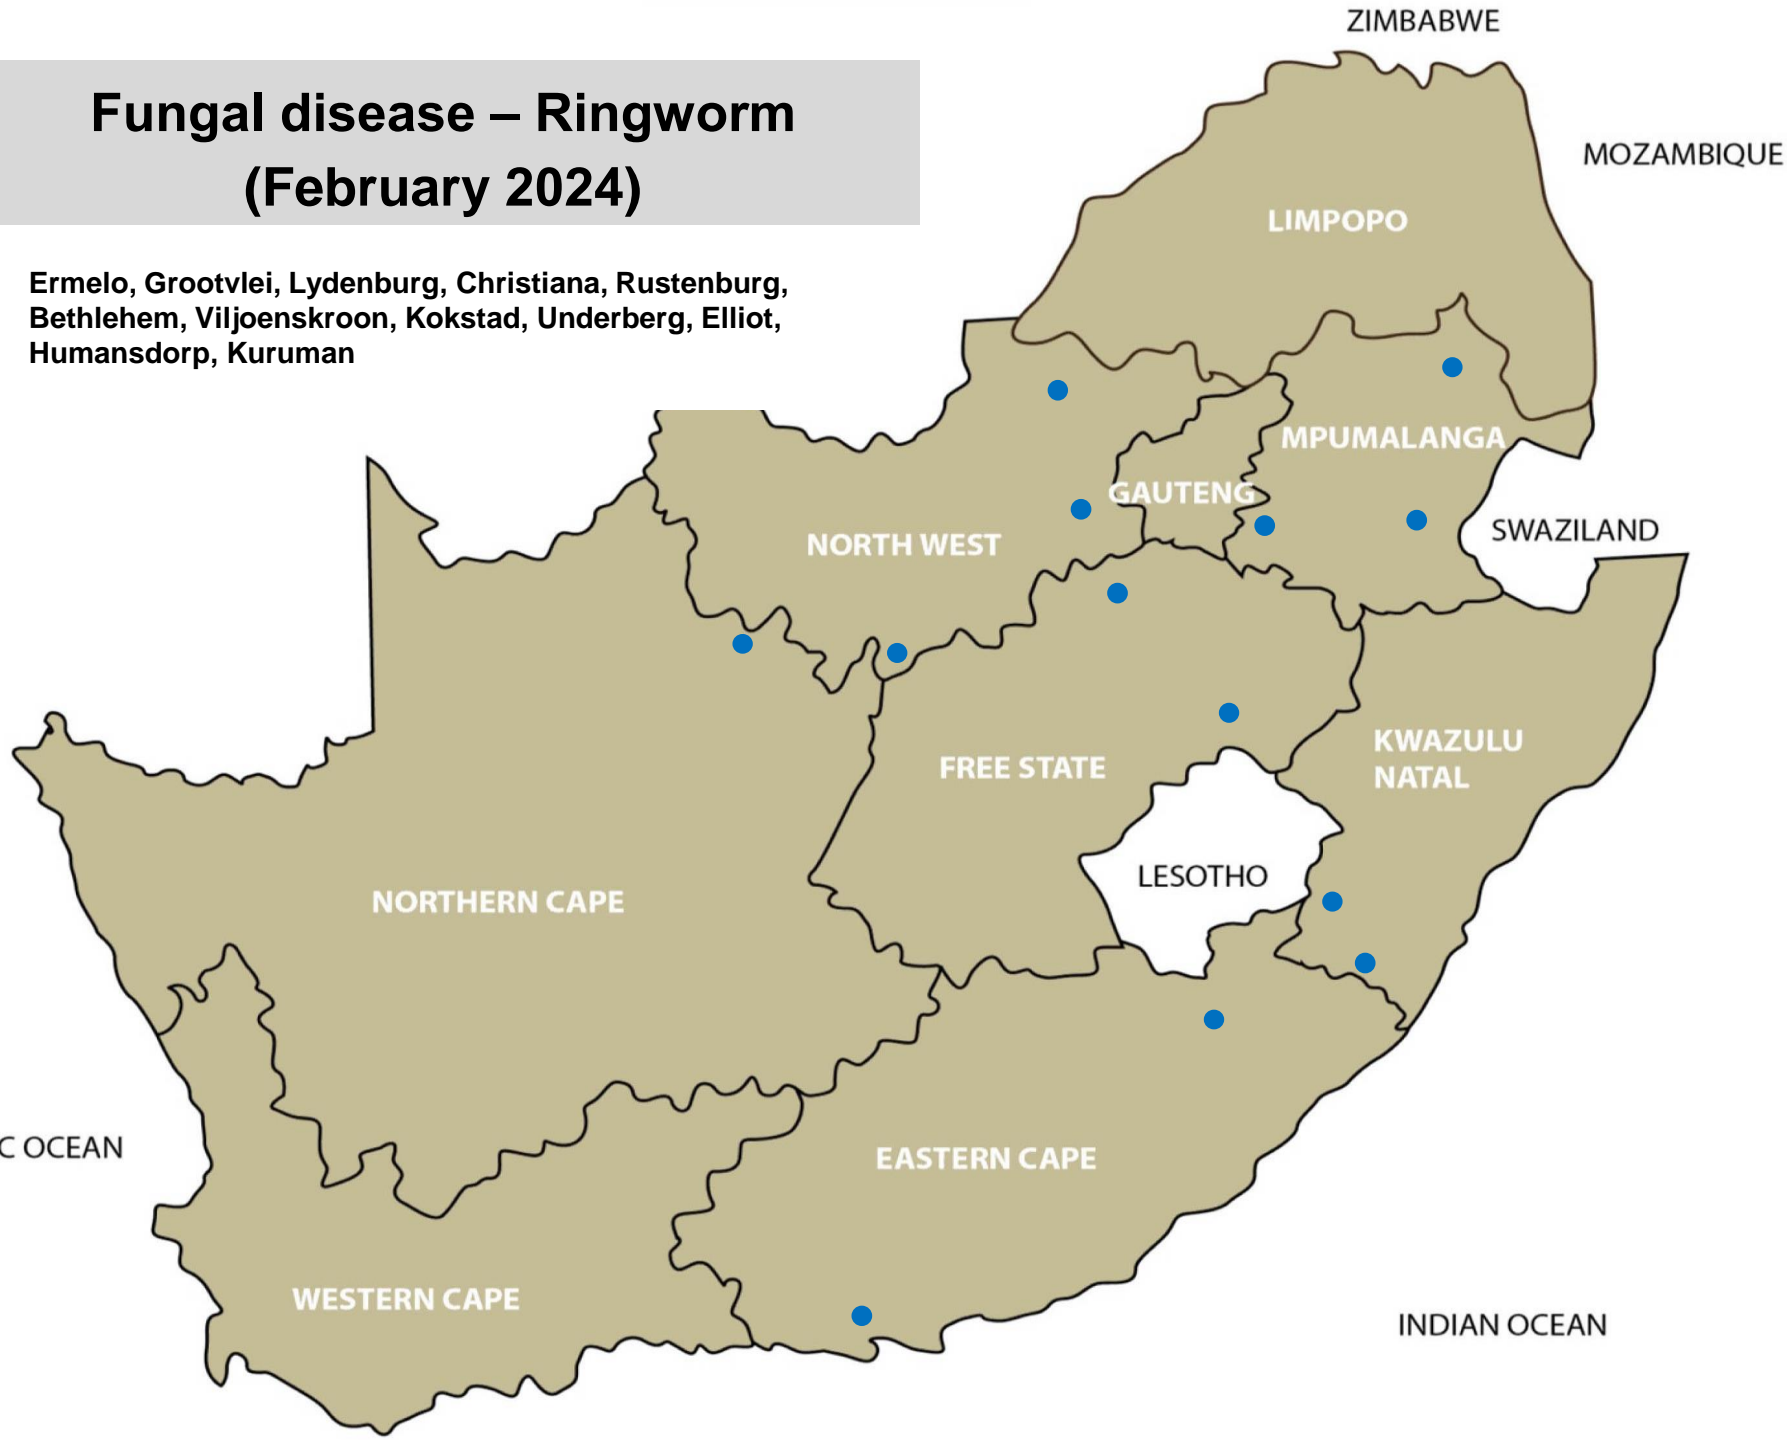 ZIMBABWE
Fungal disease – Ringworm
(February 2024)
MOZAMBIQUE
LIMPOPO
Ermelo, Grootvlei, Lydenburg, Christiana, Rustenburg,
Bethlehem, Viljoenskroon, Kokstad, Underberg, Elliot,
Humansdorp, Kuruman
MPUMALANGA
GAUTENG
NORTH WEST
SWAZILAND
KWAZULU
NATAL
FREE STATE
LESOTHO
NORTHERN CAPE
C OCEAN
EASTERN CAPE
WESTERN CAPE
INDIAN OCEAN